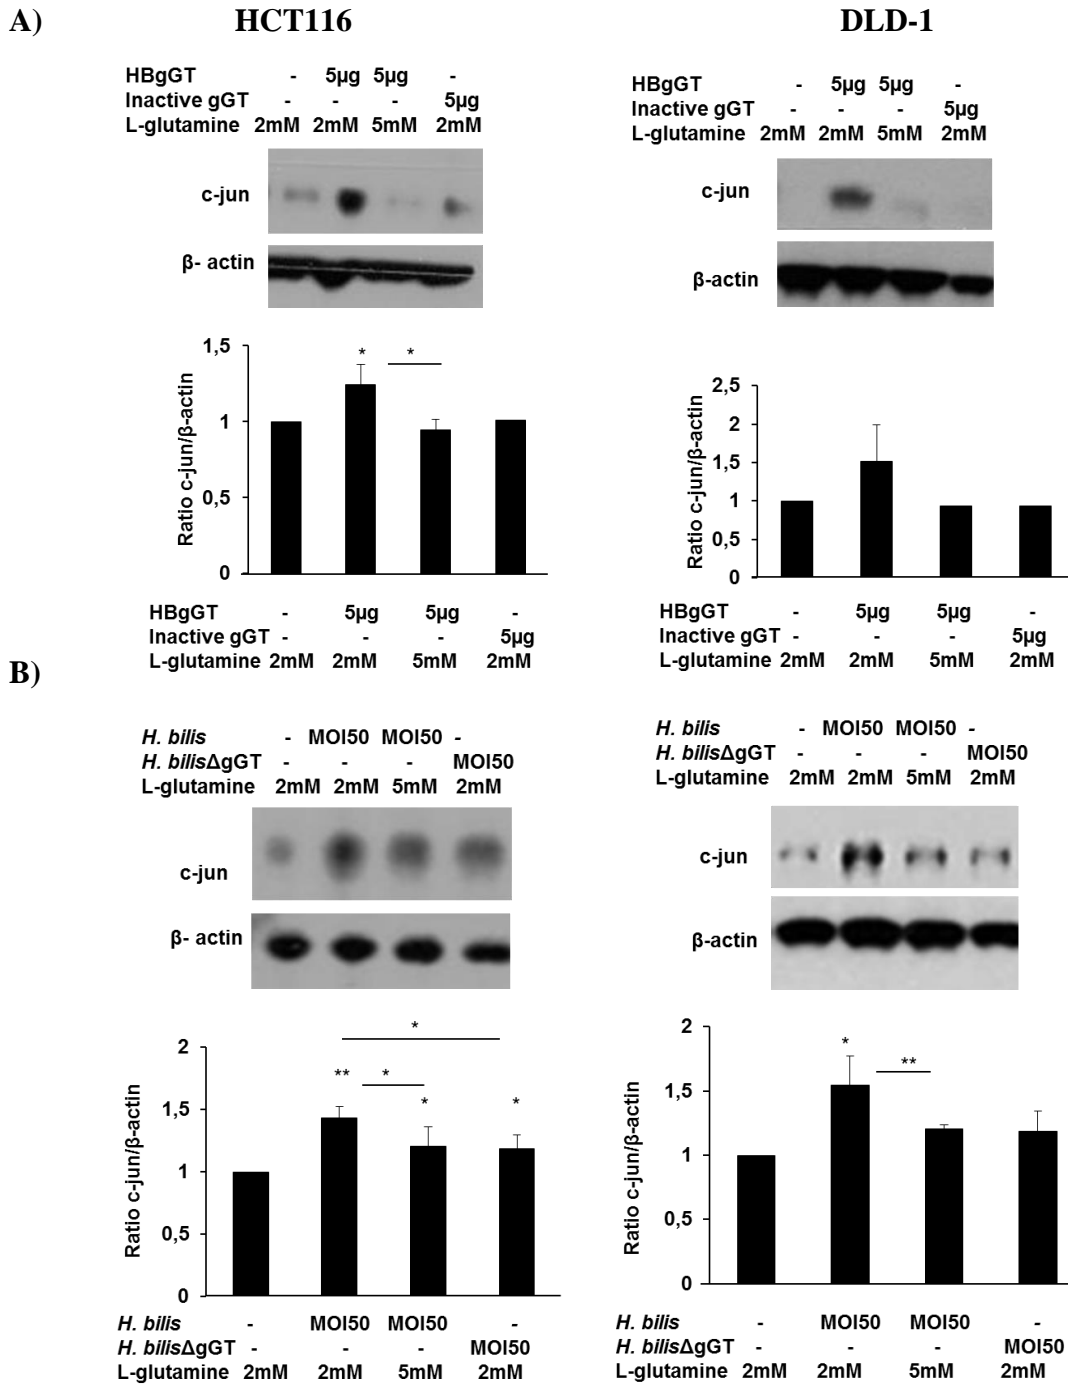 A) HCT116 DLD-1
HBgGT - 5µg 5µg -
Inactive gGT - - - 5µg
L-glutamine 2mM 2mM 5mM 2mM
c-jun
β- actin
1,5
1
0,5
0
Ratio c-jun/β-actin
* *
HBgGT - 5µg 5µg -
Inactive gGT - - - 5µg
L-glutamine 2mM 2mM 5mM 2mM
HBgGT - 5µg 5µg -
Inactive gGT - - - 5µg
L-glutamine 2mM 2mM 5mM 2mM
c-jun
β-actin
2,5
2
1,5
1
0,5
0
Ratio c-jun/β-actin
HBgGT - 5µg 5µg -
Inactive gGT - - - 5µg
L-glutamine 2mM 2mM 5mM 2mM
B)
H. bilis - MOI50 MOI50 -
H. bilisΔgGT - - - MOI50
L-glutamine 2mM 2mM 5mM 2mM
c-jun
β- actin
2
1,5
1
0,5
0
Ratio c-jun/β-actin
*
** * * *
H. bilis - MOI50 MOI50 -
H. bilisΔgGT - - - MOI50
L-glutamine 2mM 2mM 5mM 2mM
H. bilis - MOI50 MOI50 -
H. bilisΔgGT - - - MOI50
L-glutamine 2mM 2mM 5mM 2mM
c-jun
β-actin
2
1,5
1
0,5
0
Ratio c-jun/β-actin
* **
H. bilis - MOI50 MOI50 -
H. bilisΔgGT - - - MOI50
L-glutamine 2mM 2mM 5mM 2mM